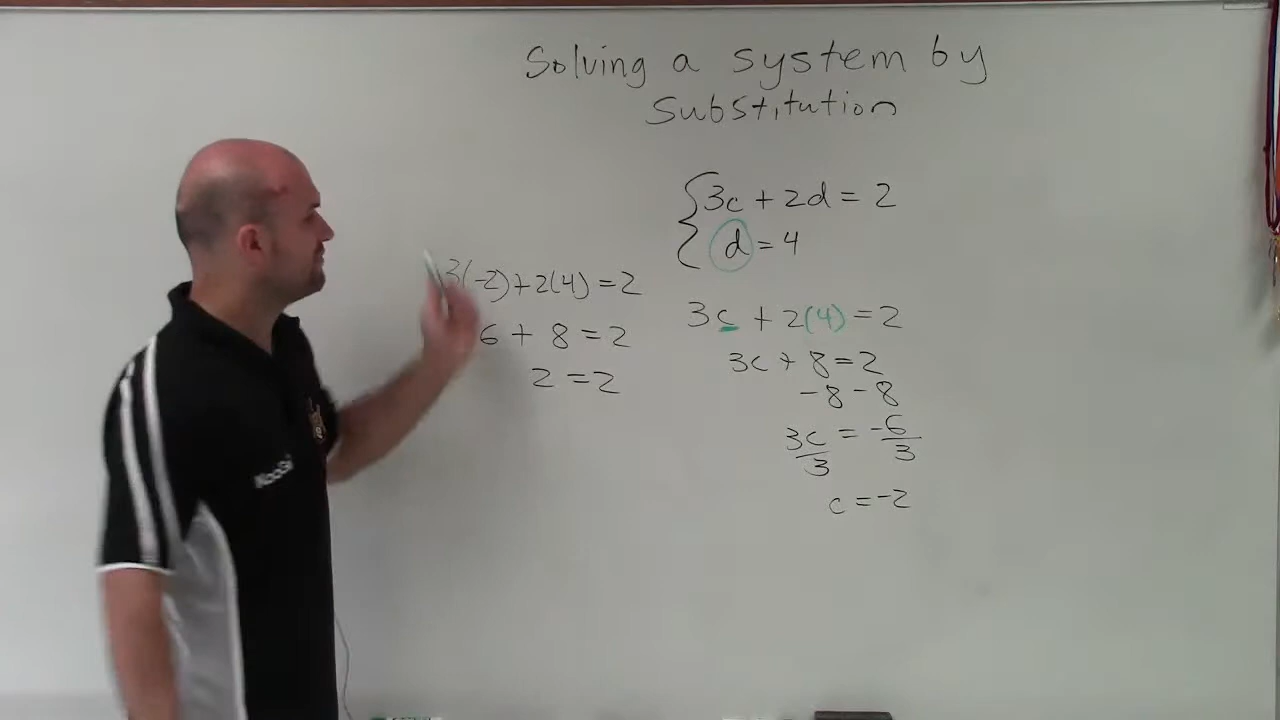 Solving a system by
Substitution
3c + 2d = 2
d = 4
3(-2) + 2(4) = 2
6 + 8 = 2
2 = 2
3c + 2(4) = 2
3c + 8 = 2
-8 -8
3c/3 = -6/3
c = -2